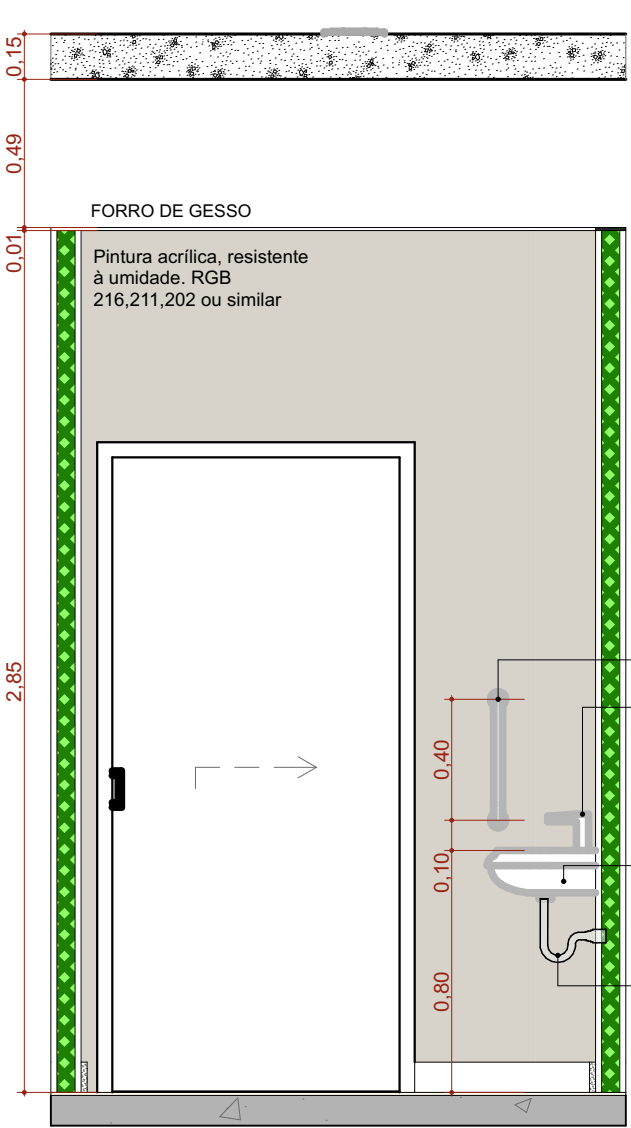 0,15
0,49
FORRO DE GESSO
0,01
Pintura acrílica, resistente
à umidade. RGB
216,211,202 ou similar
2,85
0,40
0,10
0,80